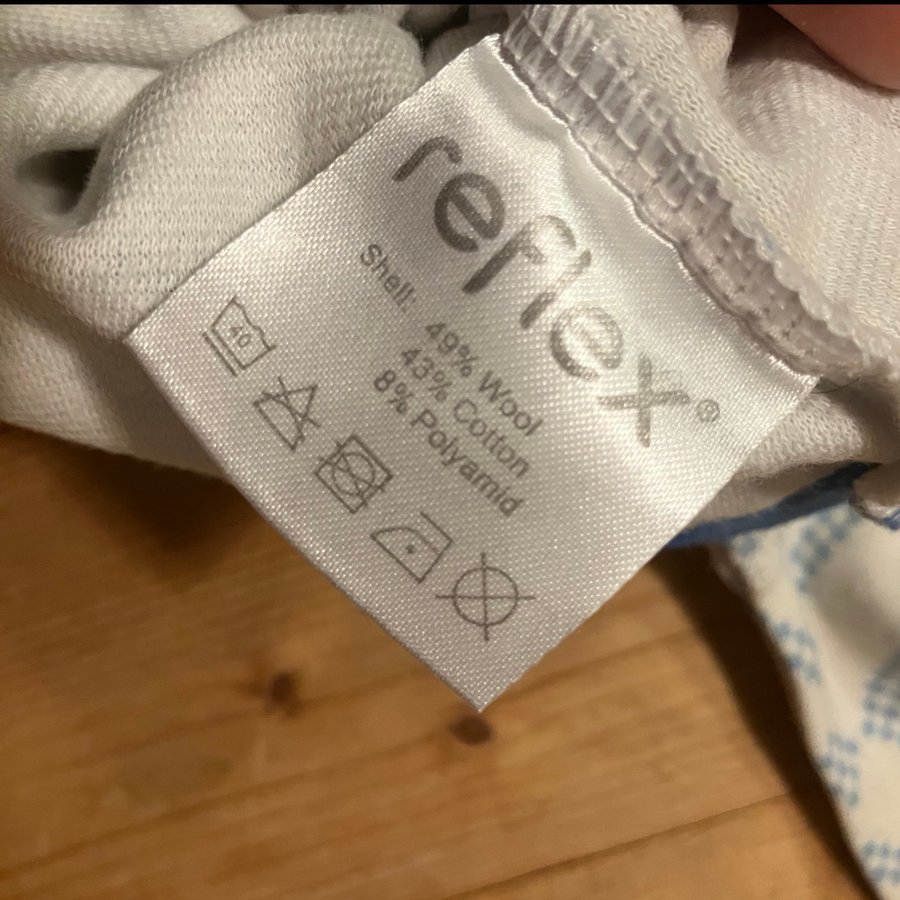 reflex®
Shell: 49% Wool
43% Cotton
8% Polyamid
40